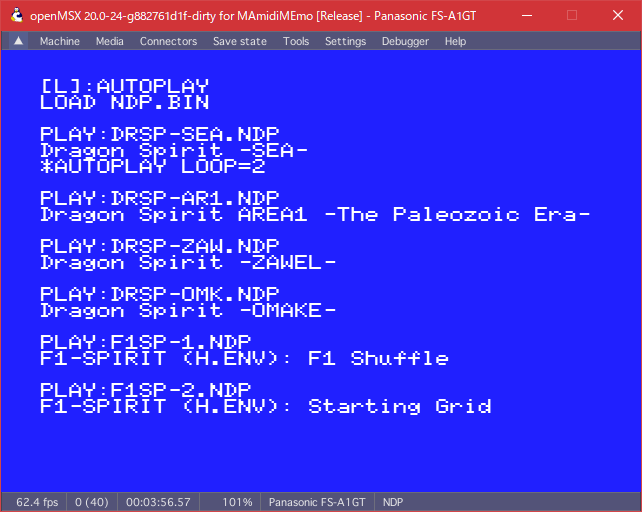 openMSX 20.0-24-g882761d1f-dirty for MAmidiMEmo [Release] - Panasonic FS-A1GT
Machine Media Connectors Save state Tools Settings Debugger Help
[L]:AUTOPLAY
LOAD NDP.BIN
PLAY:DRSP-SEA.NDP
Dragon Spirit -SEA-
*AUTOPLAY LOOP=2
PLAY:DRSP-AR1.NDP
Dragon Spirit AREA1 -The Paleozoic Era-
PLAY:DRSP-ZAW.NDP
Dragon Spirit -ZAWEL-
PLAY:DRSP-OMK.NDP
Dragon Spirit -OMAKE-
PLAY:F1SP-1.NDP
F1-SPIRIT (H.ENV): F1 Shuffle
PLAY:F1SP-2.NDP
F1-SPIRIT (H.ENV): Starting Grid
62.4 fps 0 (40) 00:03:56.57 101% Panasonic FS-A1GT NDP